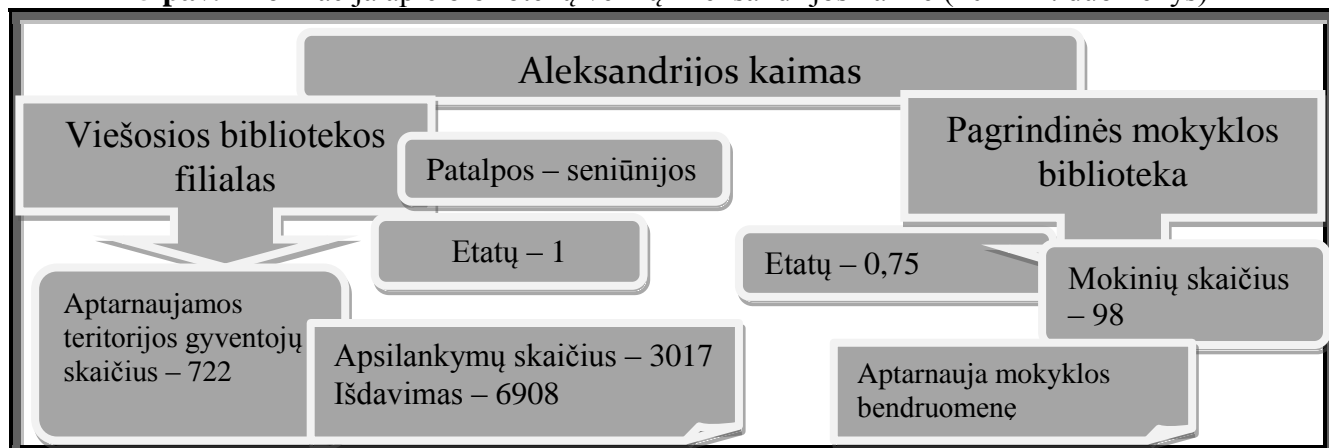 Aleksandrijos kaimas
Viešosios bibliotekos
filialas
Patalpos – seniūnijos
Etatų – 1
Aptarnaujamos
teritorijos gyventojų
skaičius – 722
Apsilankymų skaičius – 3017
Išdavimas – 6908
Pagrindinės mokyklos
biblioteka
Etatų – 0,75
Mokinių skaičius
– 98
Aptarnauja mokyklos
bendruomenę